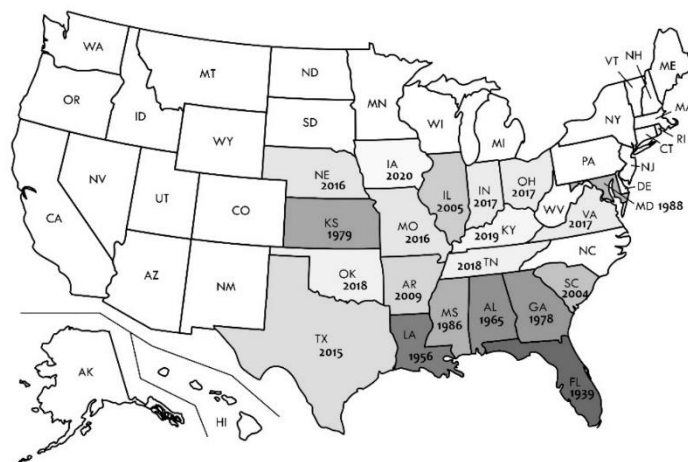 WA
MT
ND
MN
VT
NH
ME
OR
ID
SD
WI
MI
NY
MA
RI
CT
WY
IA
2020
PA
NJ
NE
2016
IL
2005
IN
2017
OH
2017
DE
MD 1988
NV
UT
CO
KS
1979
MO
2016
WV
VA
2017
CA
2019 KY
AZ
NM
OK
2018
AR
2009
2018 TN
NC
SC
2004
TX
2015
LA
1956
MS
1986
AL
1965
GA
1978
FL
1939
AK
HI